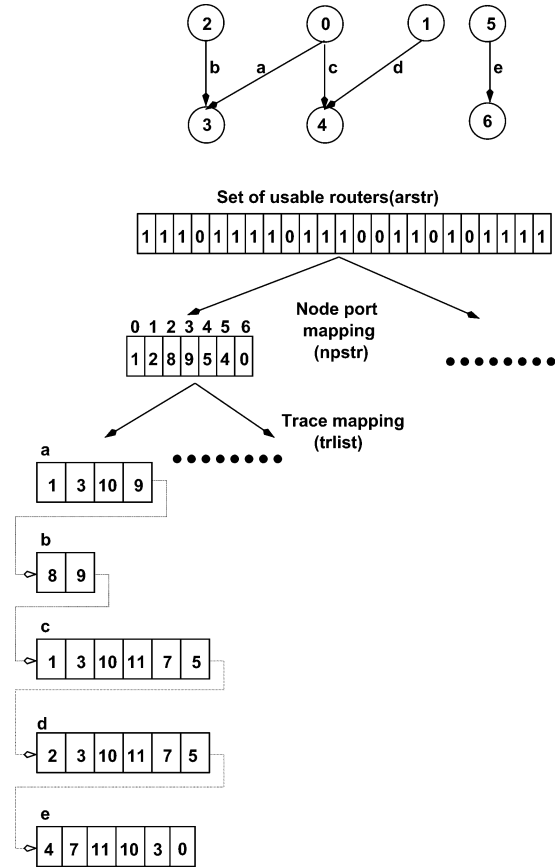 2 0 1 5
b a c d e
3 4 6
Set of usable routers(arstr)
1 1 1 0 1 1 1 1 0 1 1 1 0 0 1 1 0 1 0 1 1 1 1
Node port
mapping
(npstr)
0 1 2 3 4 5 6
1 2 8 9 5 4 0
Trace mapping
(trlist)
a
1 3 10 9
b
8 9
c
1 3 10 11 7 5
d
2 3 10 11 7 5
e
4 7 11 10 3 0